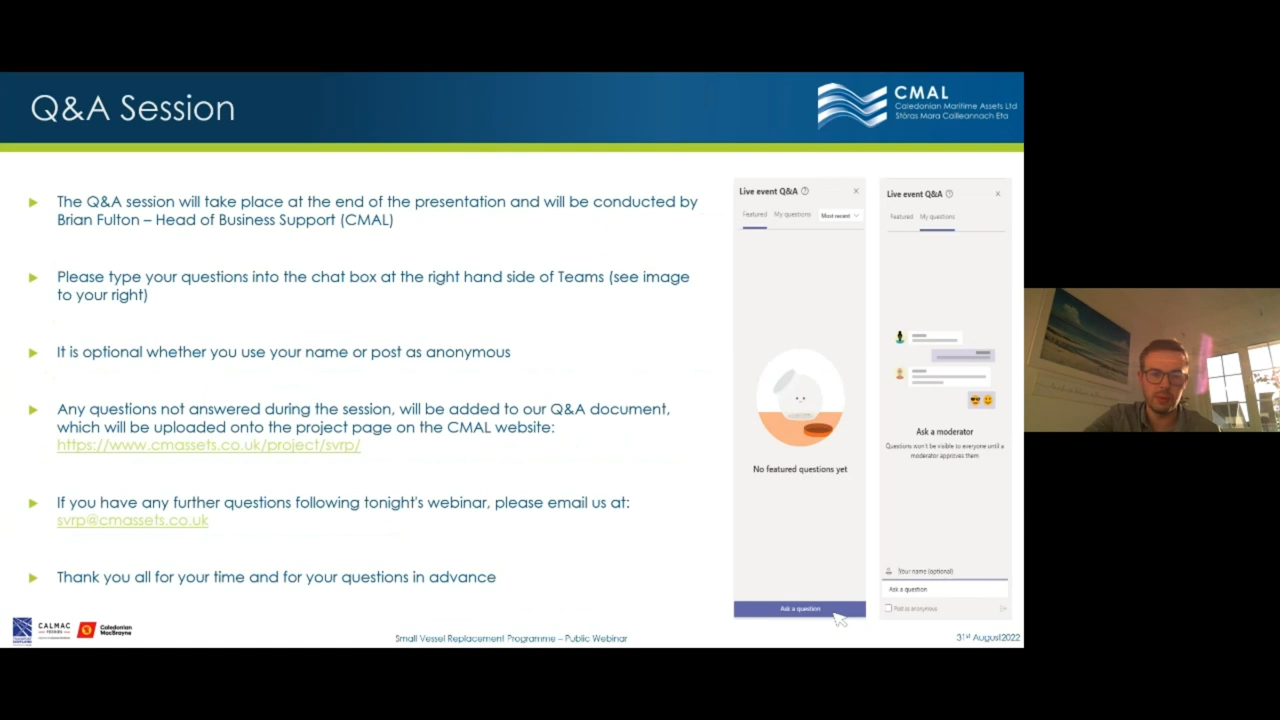 Q&A Session
CMAL
Caledonian Maritime Assets Ltd
Stòras Mara Cailleannach Eta
The Q&A session will take place at the end of the presentation and will be conducted by
Brian Fulton – Head of Business Support (CMAL)
Please type your questions into the chat box at the right hand side of Teams (see image
to your right)
It is optional whether you use your name or post as anonymous
Any questions not answered during the session, will be added to our Q&A document,
which will be uploaded onto the project page on the CMAL website:
https://www.cmassets.co.uk/project/svrp/
If you have any further questions following tonight's webinar, please email us at:
svrp@cmassets.co.uk
Thank you all for your time and for your questions in advance
Live event Q&A
Featured My questions Most recent
No featured questions yet
Ask a question
Live event Q&A
Featured My questions
Ask a moderator
Questions won't be visible to everyone until a
moderator approves them.
Your name (optional)
Ask a question
Post as anonymous
CALMAC
FERRIES
Caledonian
MacBrayne
Small Vessel Replacement Programme – Public Webinar
31st August 2022